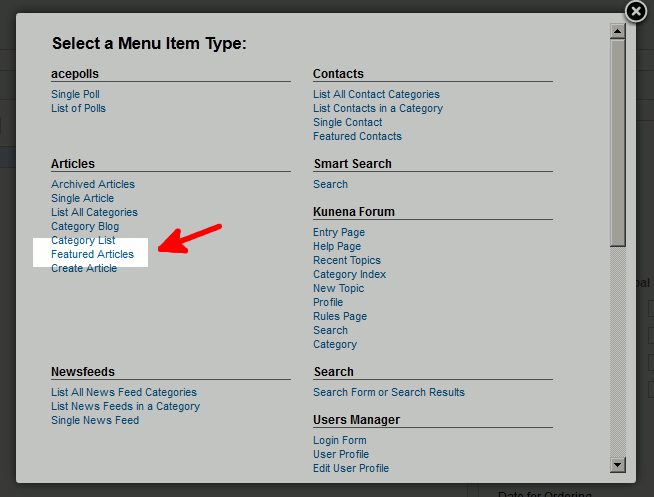 Select a Menu Item Type:
acepolls
Single Poll
List of Polls
Contacts
List All Contact Categories
List Contacts in a Category
Single Contact
Featured Contacts
Articles
Archived Articles
Single Article
List All Categories
Category Blog
Category List
Featured Articles
Create Article
Smart Search
Search
Kunena Forum
Entry Page
Help Page
Recent Topics
Category Index
New Topic
Profile
Rules Page
Search
Category
Newsfeeds
List All News Feed Categories
List News Feeds in a Category
Single News Feed
Search
Search Form or Search Results
Users Manager
Login Form
User Profile
Edit User Profile
Date for Ordering